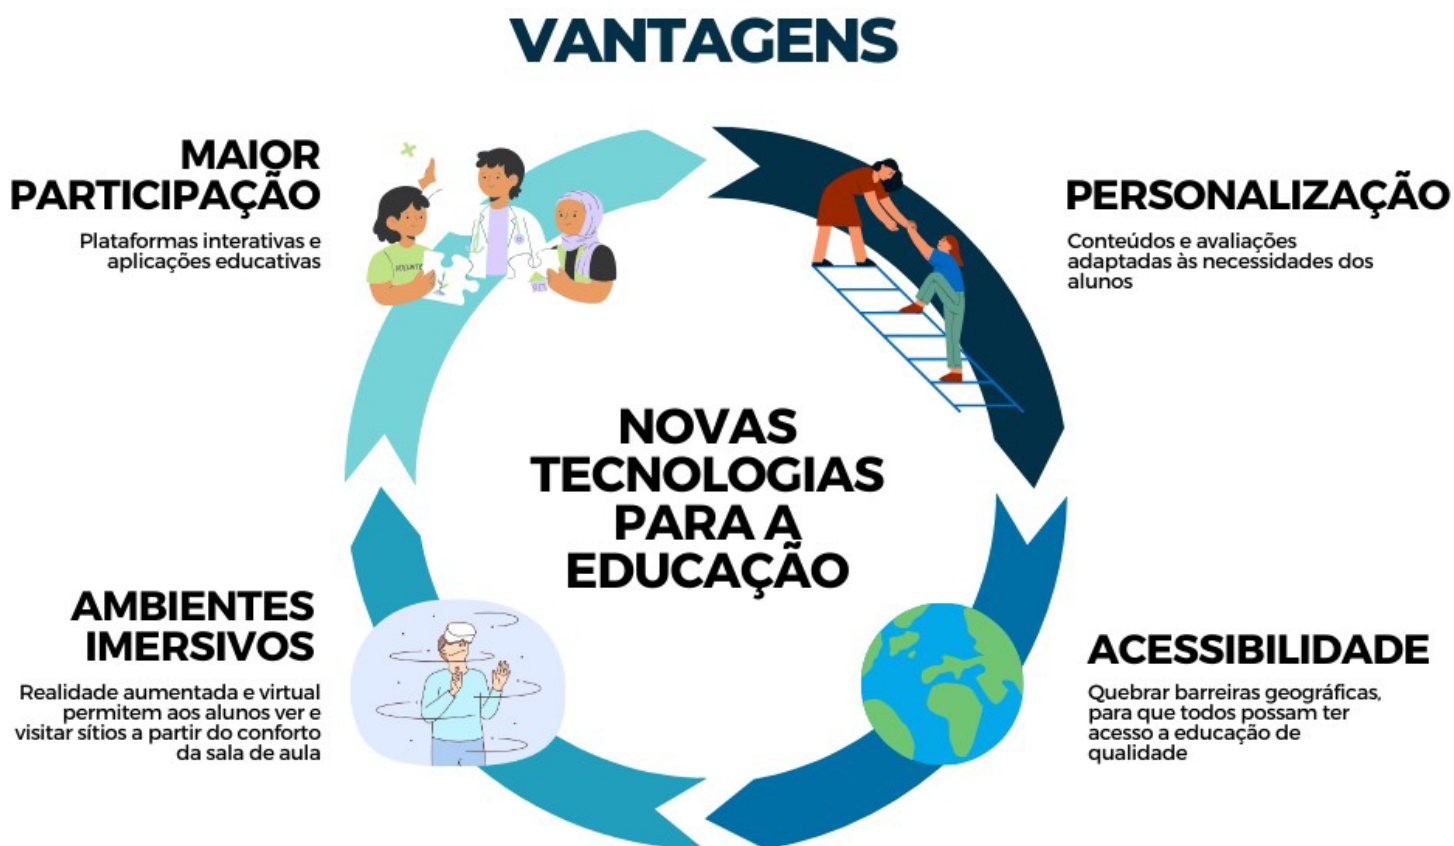 VANTAGENS
MAIOR
PARTICIPAÇÃO
Plataformas interativas e
aplicações educativas
PERSONALIZAÇÃO
Conteúdos e avaliações
adaptadas às necessidades dos
alunos
NOVAS
TECNOLOGIAS
PARA A
EDUCAÇÃO
AMBIENTES
IMERSIVOS
Realidade aumentada e virtual
permitem aos alunos ver e
visitar sítios a partir do conforto
da sala de aula
ACESSIBILIDADE
Quebrar barreiras geográficas,
para que todos possam ter
acesso a educação de
qualidade